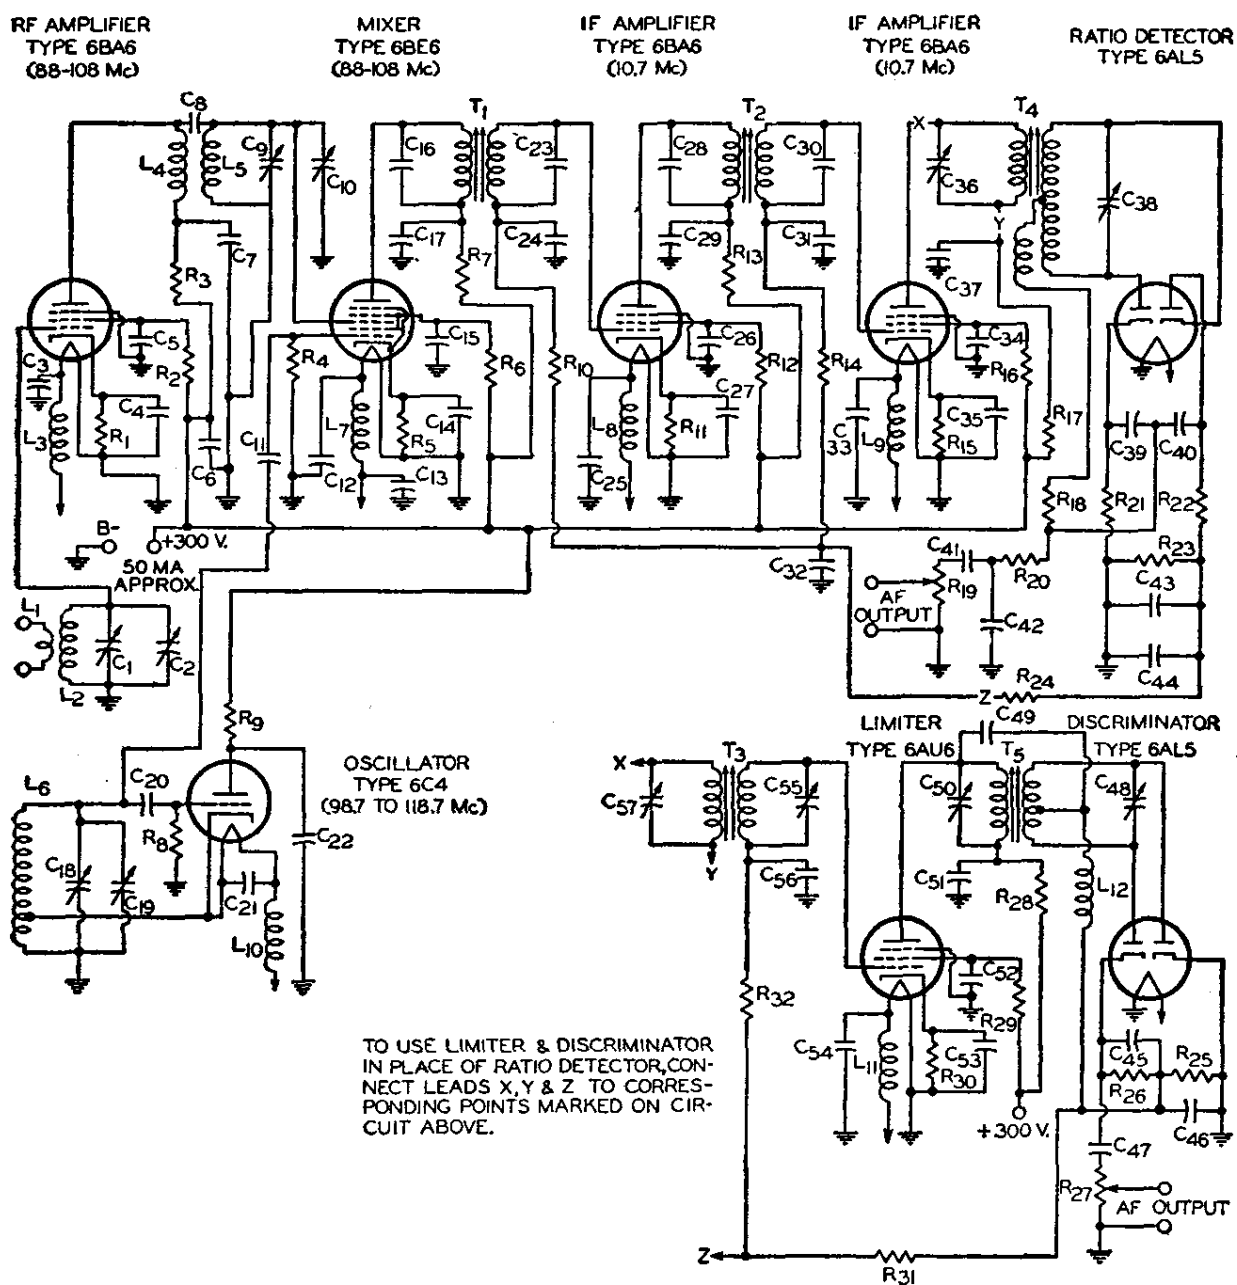 RF AMPLIFIER
TYPE 6BA6
(88-108 Mc)
MIXER
TYPE 6BE6
(88-108 Mc)
IF AMPLIFIER
TYPE 6BA6
(10.7 Mc)
IF AMPLIFIER
TYPE 6BA6
(10.7 Mc)
RATIO DETECTOR
TYPE 6AL5
C8
L4
L5
C9
C10
C7
R3
C3
C5
R2
L3
C4
R1
C6
C11
T1
C16
C23
C17
R7
C24
R4
C15
R6
L7
R5
C14
C12
C13
R10
T2
C28
C30
C29
R13
C31
C26
R12
R14
C27
L8
R11
C25
C32
X
T4
C36
C38
Y
C37
C34
R16
R17
C33
L9
C35
R15
R18
C39
C40
R21
R22
R23
C43
C44
C41
R19
R20
C42
AF
OUTPUT
Z
R24
B-
+300 V.
50 MA
APPROX.
L1
L2
C1
C2
R9
OSCILLATOR
TYPE 6C4
(98.7 TO 118.7 Mc)
L6
C20
R8
C18
C19
C21
L10
C22
LIMITER
TYPE 6AU6
C49
DISCRIMINATOR
TYPE 6AL5
X
T3
C57
C55
Y
C56
R32
C50
T5
C48
C51
R28
L12
C52
R29
C54
L11
C53
R30
+300 V.
C45
R25
R26
C46
C47
R27
AF OUTPUT
Z
R31
TO USE LIMITER & DISCRIMINATOR
IN PLACE OF RATIO DETECTOR, CON-
NECT LEADS X, Y & Z TO CORRES-
PONDING POINTS MARKED ON CIR-
CUIT ABOVE.